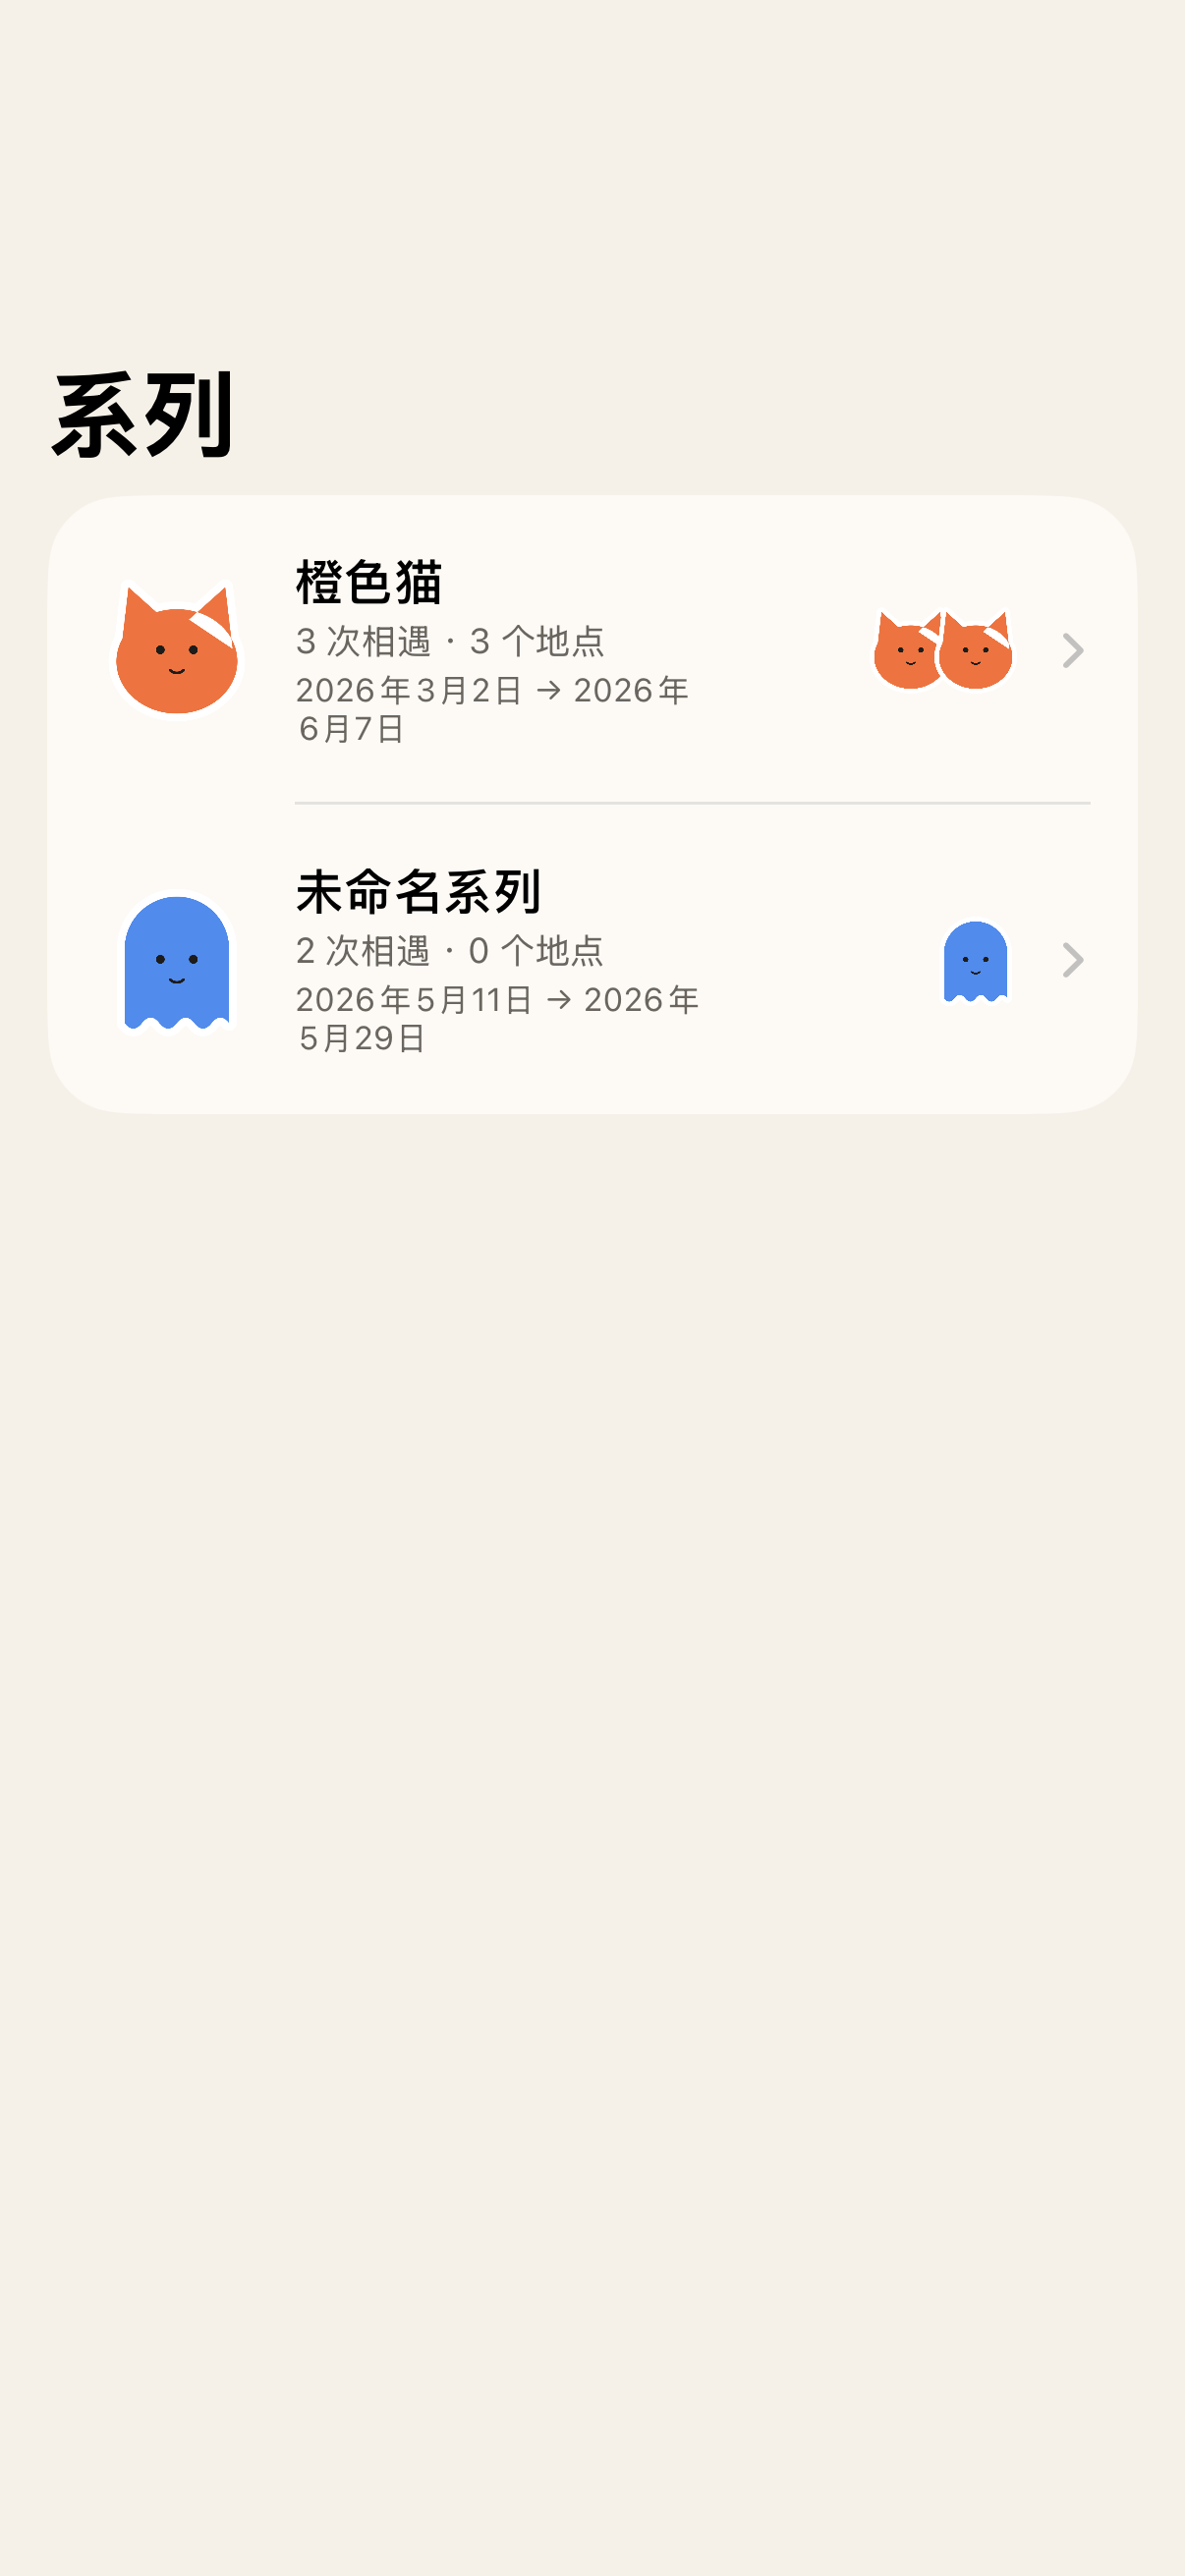 系列
橙色猫
3 次相遇 · 3 个地点
2026年3月2日 → 2026年
6月7日
未命名系列
2 次相遇 · 0 个地点
2026年5月11日 → 2026年
5月29日